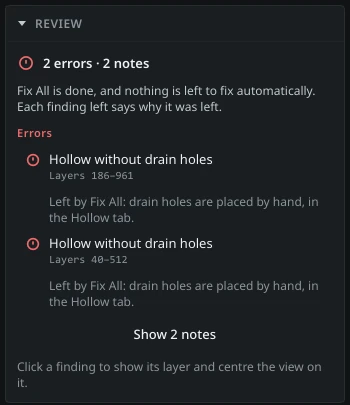 REVIEW
2 errors · 2 notes
Fix All is done, and nothing is left to fix automatically.
Each finding left says why it was left.
Errors
Hollow without drain holes
Layers 186–961
Left by Fix All: drain holes are placed by hand, in
the Hollow tab.
Hollow without drain holes
Layers 40–512
Left by Fix All: drain holes are placed by hand, in
the Hollow tab.
Show 2 notes
Click a finding to show its layer and centre the view on
it.